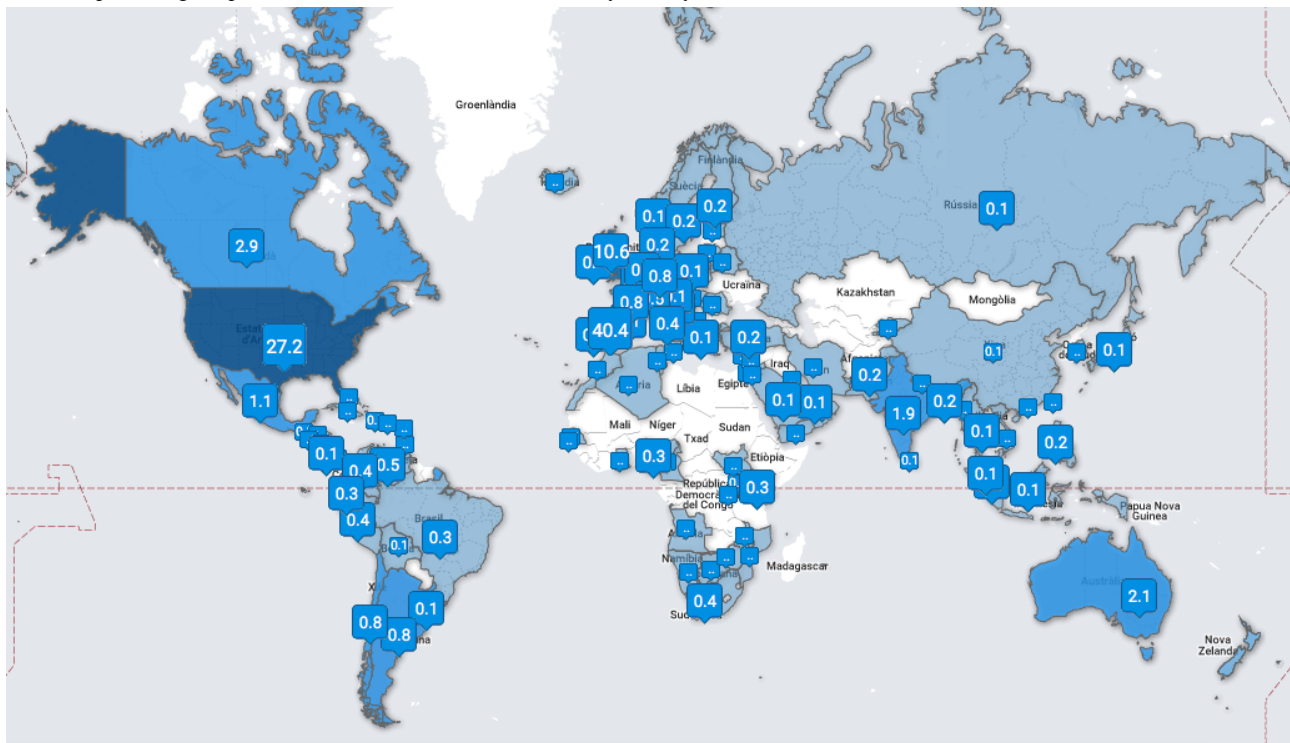 Groenlàndia
Finlàndia
Suècia
0.1
0.2
0.2
Rússia
0.1
2.9
10.6
0.2
0.8
0.1
Ucraïna
Kazakhstan
Mongòlia
27.2
0.8
40.4
0.4
0.1
0.2
0.1
0.1
Iraq
1.1
Líbia
Egipte
0.2
0.1
0.1
1.9
0.2
Mali
Níger
Txad
Sudan
0.1
0.4
0.5
0.3
Etiòpia
0.1
0.1
0.2
0.3
0.4
República
Democrà
del Congo
0.3
0.1
0.1
Papua Nova
Guinea
Brasil
0.3
0.1
Namíbia
Madagascar
Austràlia
2.1
0.8
0.1
0.8
0.4
Nova
Zelanda